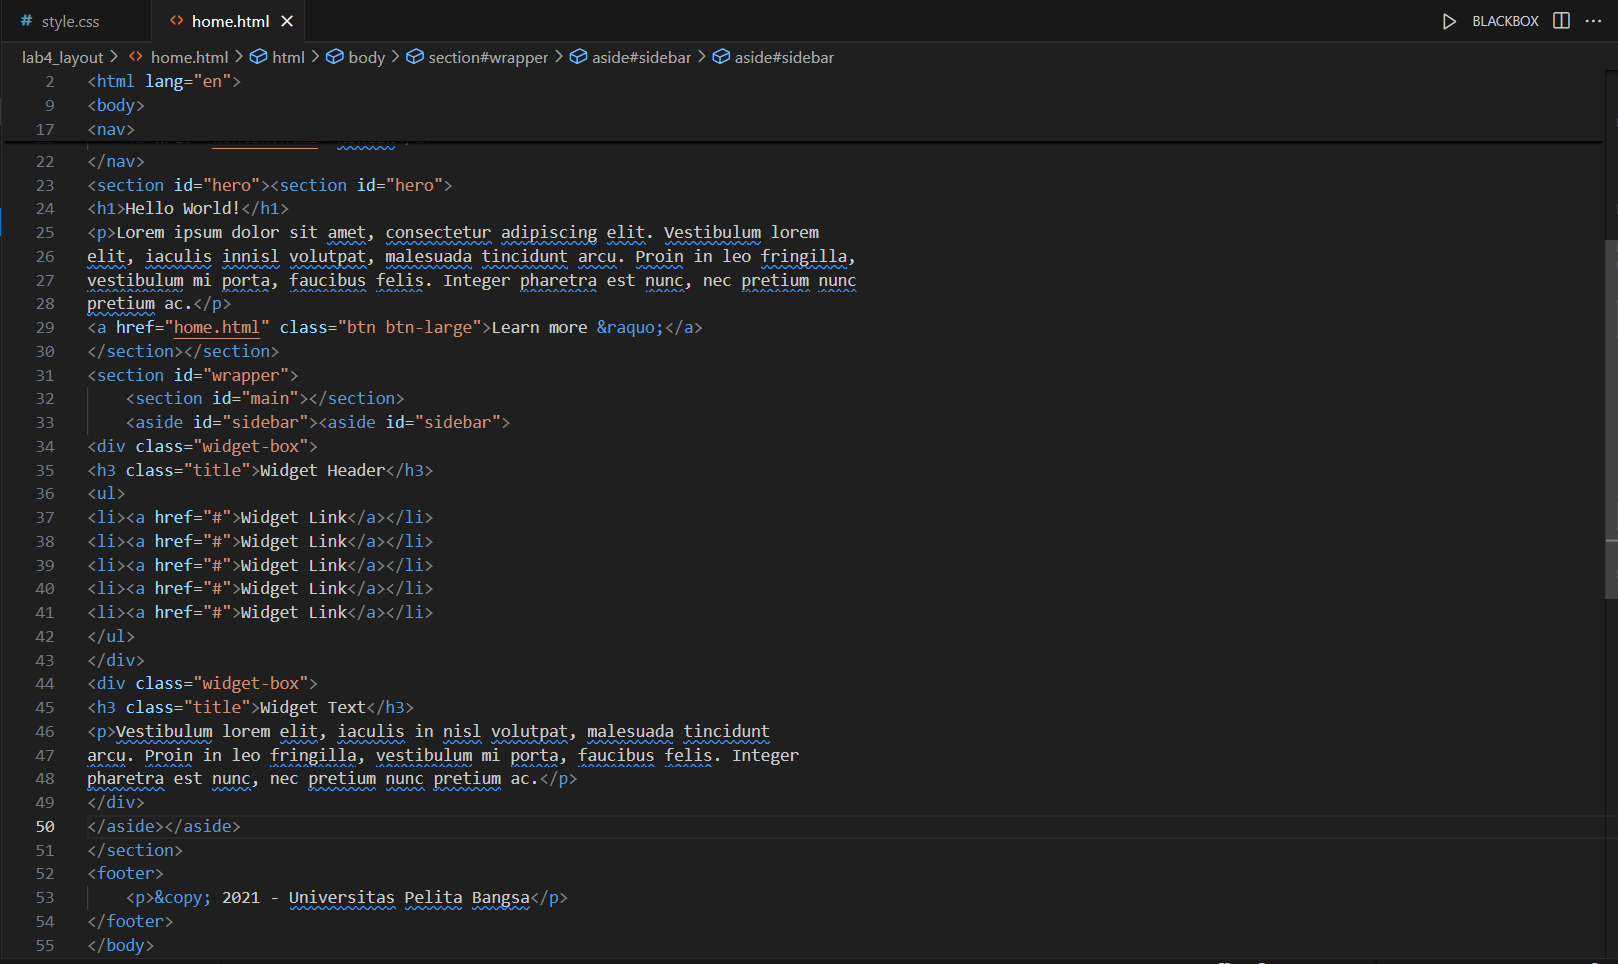 # style.css
<> home.html ×
BLACKBOX
lab4_layout > <> home.html > html > body > section#wrapper > aside#sidebar > aside#sidebar
2 <html lang="en">
9 <body>
17 <nav>
22 </nav>
23 <section id="hero"><section id="hero">
24 <h1>Hello World!</h1>
25 <p>Lorem ipsum dolor sit amet, consectetur adipiscing elit. Vestibulum lorem
26 elit, iaculis innisl volutpat, malesuada tincidunt arcu. Proin in leo fringilla,
27 vestibulum mi porta, faucibus felis. Integer pharetra est nunc, nec pretium nunc
28 pretium ac.</p>
29 <a href="home.html" class="btn btn-large">Learn more &raquo;</a>
30 </section></section>
31 <section id="wrapper">
32 <section id="main"></section>
33 <aside id="sidebar"><aside id="sidebar">
34 <div class="widget-box">
35 <h3 class="title">Widget Header</h3>
36 <ul>
37 <li><a href="#">Widget Link</a></li>
38 <li><a href="#">Widget Link</a></li>
39 <li><a href="#">Widget Link</a></li>
40 <li><a href="#">Widget Link</a></li>
41 <li><a href="#">Widget Link</a></li>
42 </ul>
43 </div>
44 <div class="widget-box">
45 <h3 class="title">Widget Text</h3>
46 <p>Vestibulum lorem elit, iaculis in nisl volutpat, malesuada tincidunt
47 arcu. Proin in leo fringilla, vestibulum mi porta, faucibus felis. Integer
48 pharetra est nunc, nec pretium nunc pretium ac.</p>
49 </div>
50 </aside></aside>
51 </section>
52 <footer>
53 <p>&copy; 2021 - Universitas Pelita Bangsa</p>
54 </footer>
55 </body>